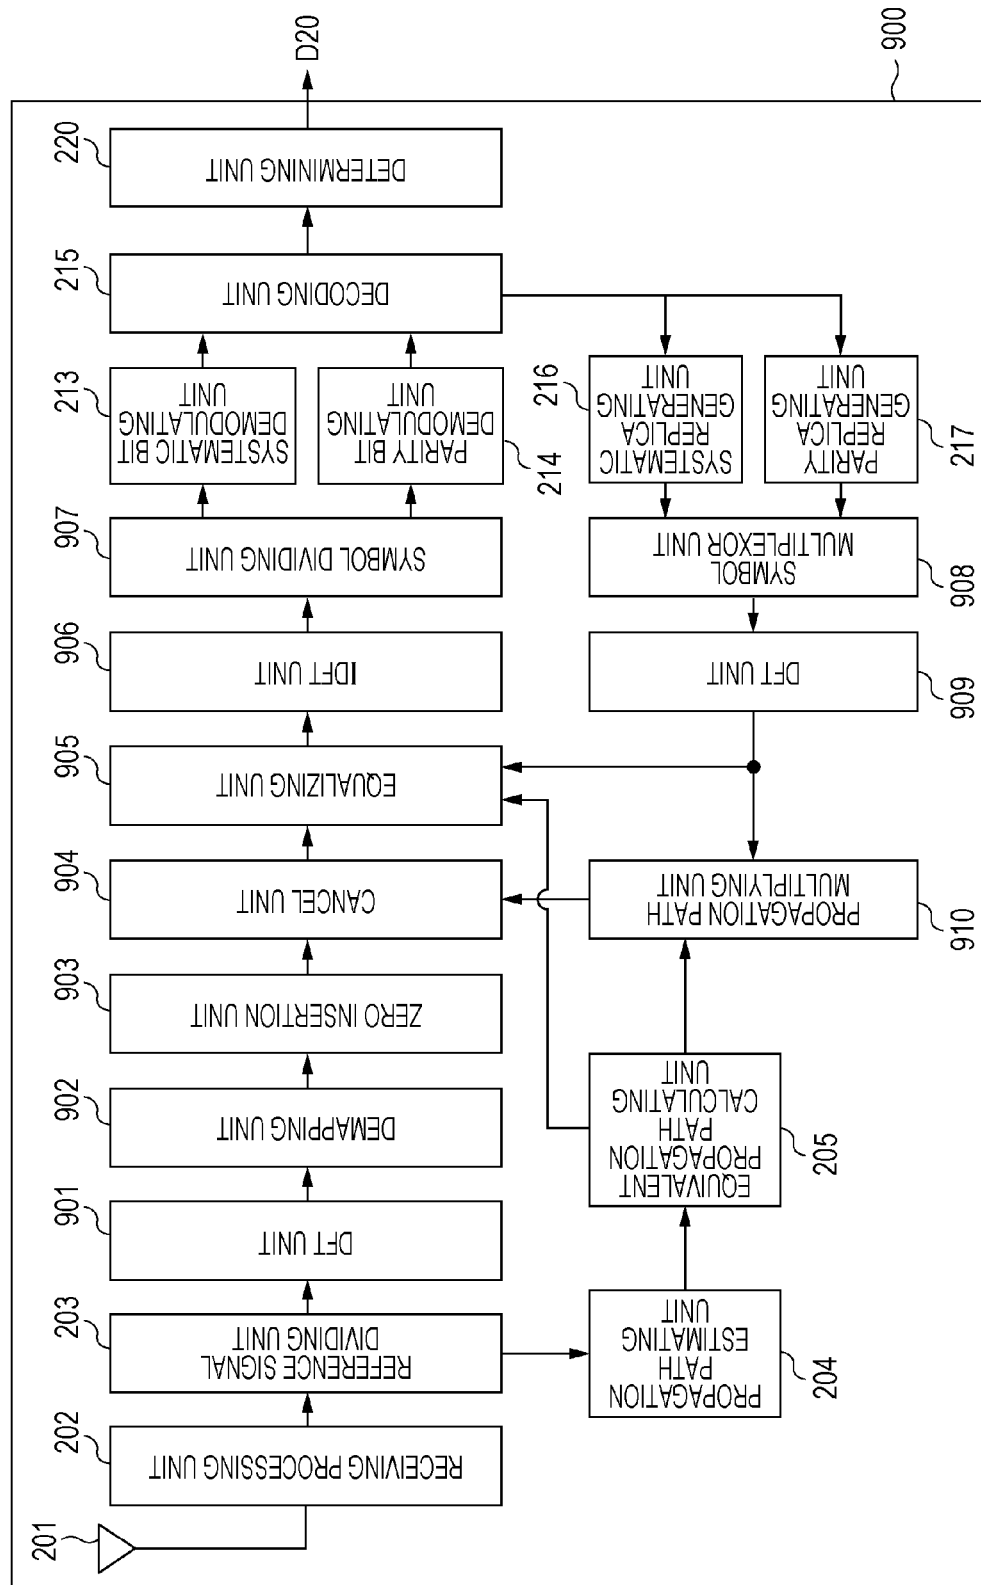 201
202
RECEIVING PROCESSING UNIT
203
REFERENCE SIGNAL
DIVIDING UNIT
901
DFT UNIT
902
DEMAPPING UNIT
903
ZERO INSERTION UNIT
904
CANCEL UNIT
905
EQUALIZING UNIT
906
IDFT UNIT
907
SYMBOL DIVIDING UNIT
213
SYSTEMATIC BIT
DEMODULATING
UNIT
PARITY BIT
DEMODULATING
UNIT
214
215
DECODING UNIT
220
DETERMINING UNIT
D20
PROPAGATION
PATH
ESTIMATING
UNIT
204
EQUIVALENT
PROPAGATION
PATH
CALCULATING
UNIT
205
PROPAGATION PATH
MULTIPLYING UNIT
910
DFT UNIT
909
SYMBOL
MULTIPLEXOR UNIT
908
216
SYSTEMATIC
REPLICA
GENERATING
UNIT
PARITY
REPLICA
GENERATING
UNIT
217
900